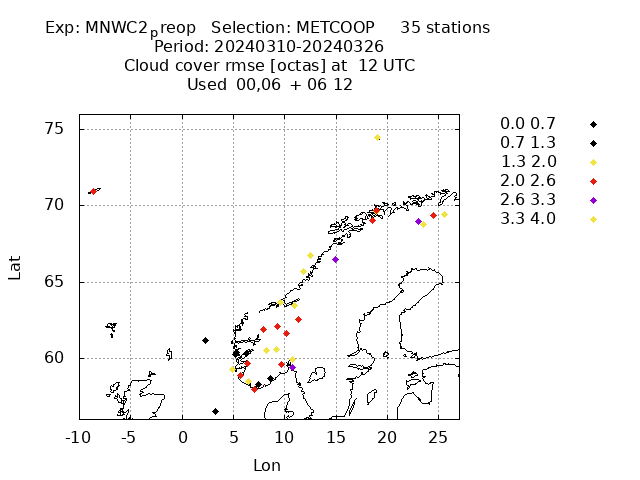 Exp: MNWC2preop Selection: METCOOP 35 stations
Period: 20240310-20240326
Cloud cover rmse [octas] at 12 UTC
Used 00,06 + 06 12
0.0 0.7
0.7 1.3
1.3 2.0
2.0 2.6
2.6 3.3
3.3 4.0
75
70
65
60
Lat
-10 -5 0 5 10 15 20 25
Lon